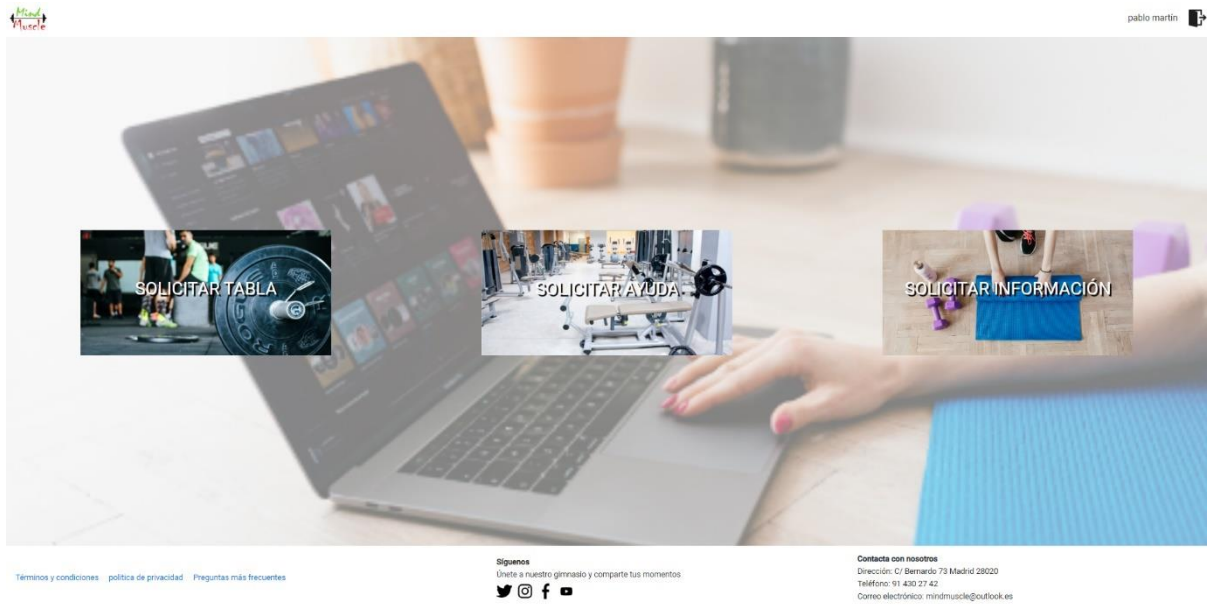 Mind
Muscle
pablo martín
SOLICITAR TABLA
SOLICITAR AYUDA
SOLICITAR INFORMACIÓN
Términos y condiciones politica de privacidad Preguntas más frecuentes
Síguenos
Únete a nuestro gimnasio y comparte tus momentos.
Contacta con nosotros
Dirección: C/ Bernardo 73 Madrid 28020
Teléfono: 91 430 27 42
Correo electrónico: mindmuscle@outlook.es